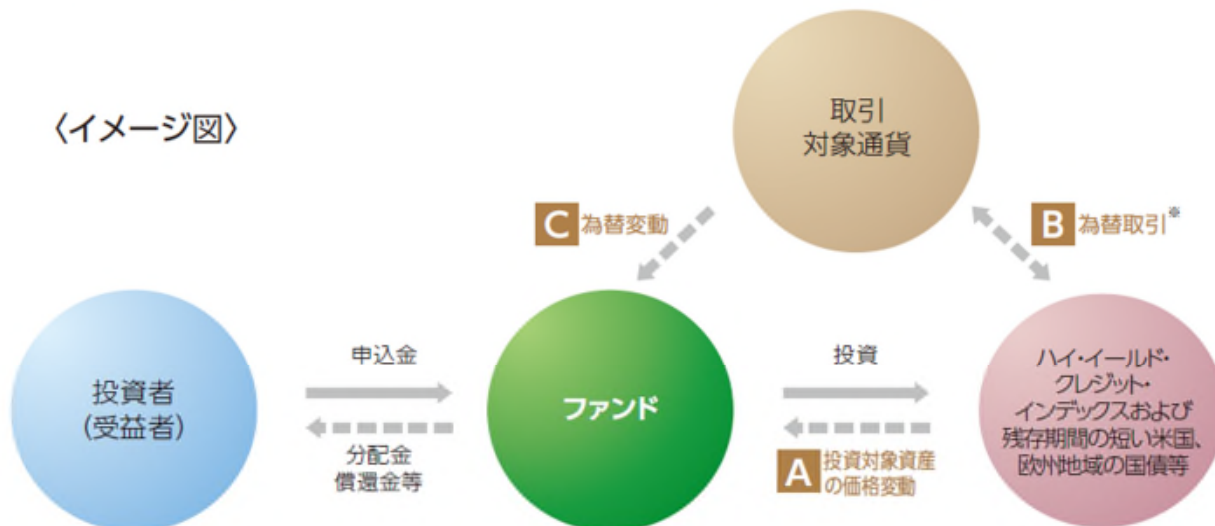 〈イメージ図〉
取引
対象通貨
C 為替変動
B 為替取引※
投資者
(受益者)
申込金
分配金
償還金等
ファンド
投資
A 投資対象資産
の価格変動
ハイ・イールド・
クレジット・
インデックスおよび
残存期間の短い米国、
欧州地域の国債等